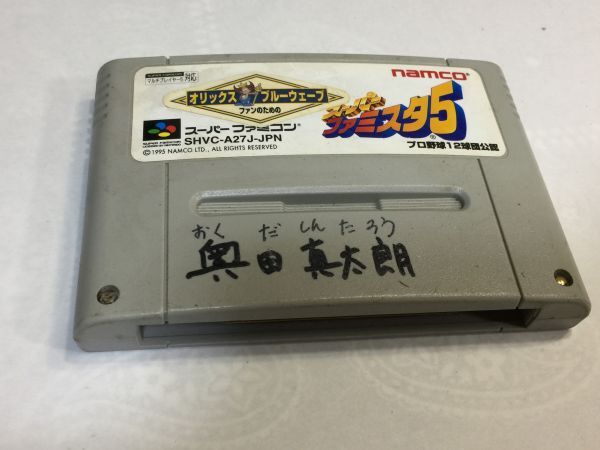 マルチプレイヤー5 対応
namco
オリックス ブルーウェーブ
ファンのための
スーパー
ファミスタ5
スーパーファミコン
SHVC-A27J-JPN
© 1995 NAMCO LTD., ALL RIGHTS RESERVED
プロ野球12球団公認
おく だ しん た ろう
奥田 真太朗